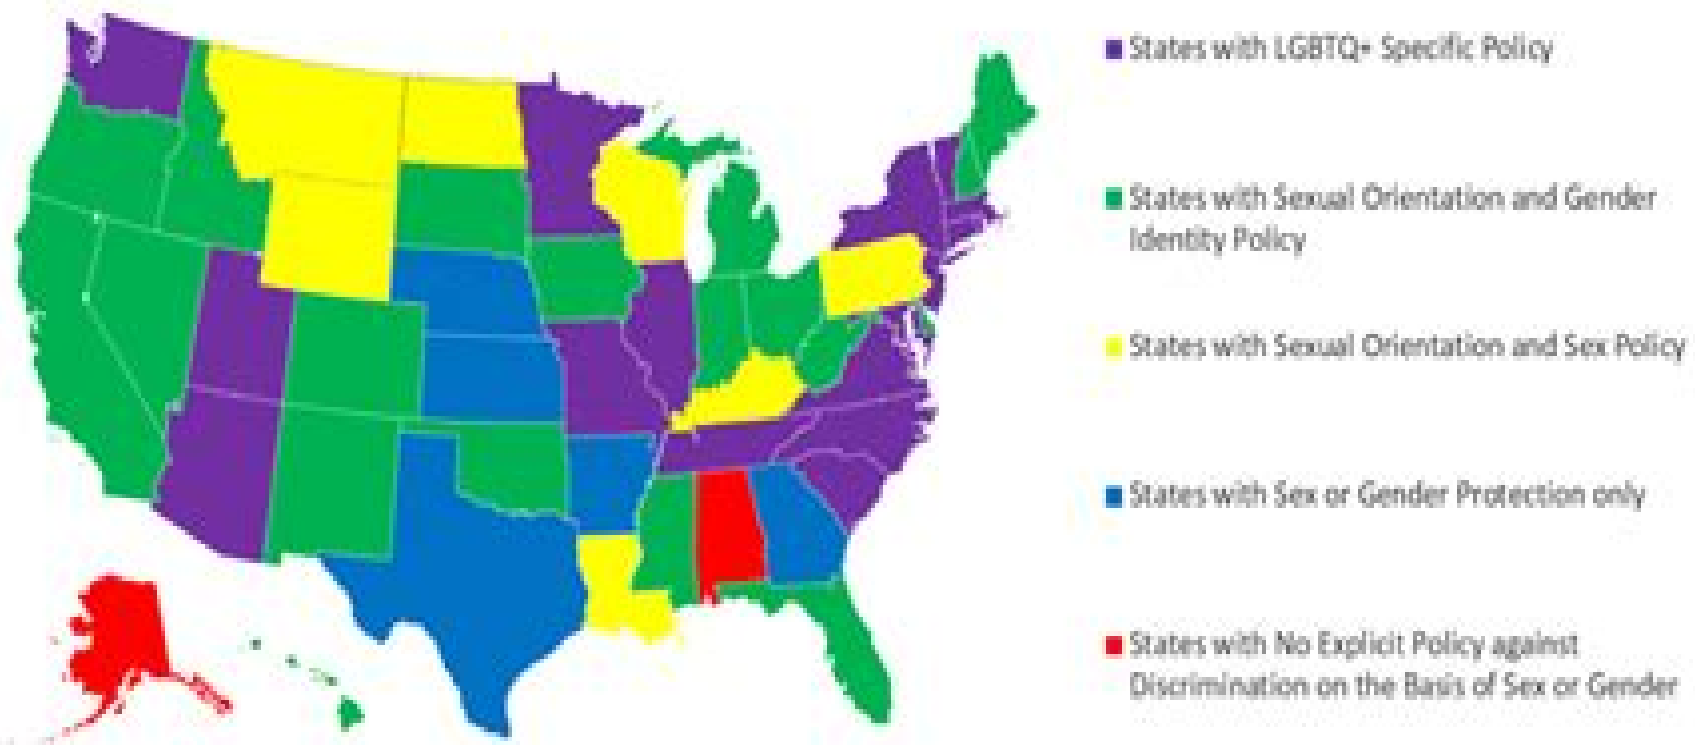 States with LGBTQ+ Specific Policy
States with Sexual Orientation and Gender
Identity Policy
States with Sexual Orientation and Sex Policy
States with Sex or Gender Protection only
States with No Explicit Policy against
Discrimination on the Basis of Sex or Gender